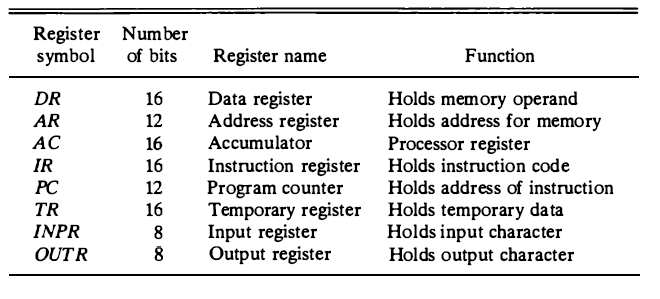 Register Number
symbol of bits Register name Function
DR 16 Data register Holds memory operand
AR 12 Address register Holds address for memory
AC 16 Accumulator Processor register
IR 16 Instruction register Holds instruction code
PC 12 Program counter Holds address of instruction
TR 16 Temporary register Holds temporary data
INPR 8 Input register Holds input character
OUTR 8 Output register Holds output character